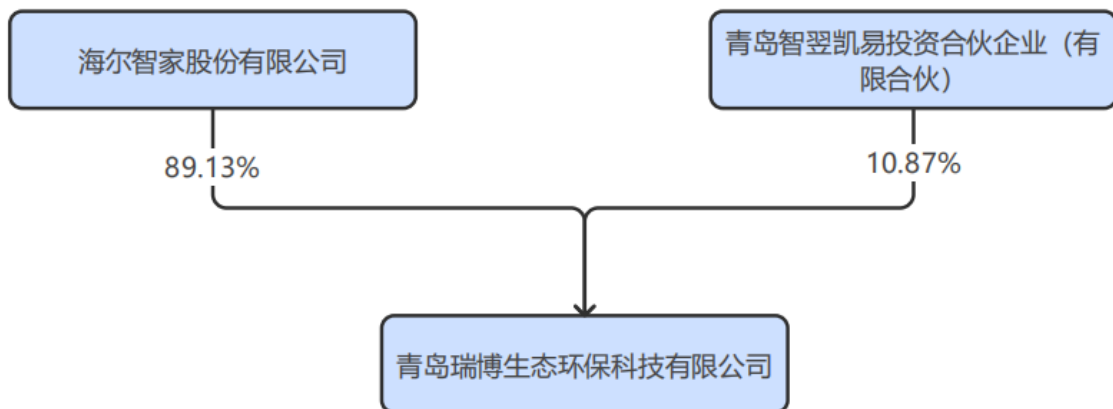 海尔智家股份有限公司
青岛智翌凯易投资合伙企业（有
限合伙）
89.13%
10.87%
青岛瑞博生态环保科技有限公司